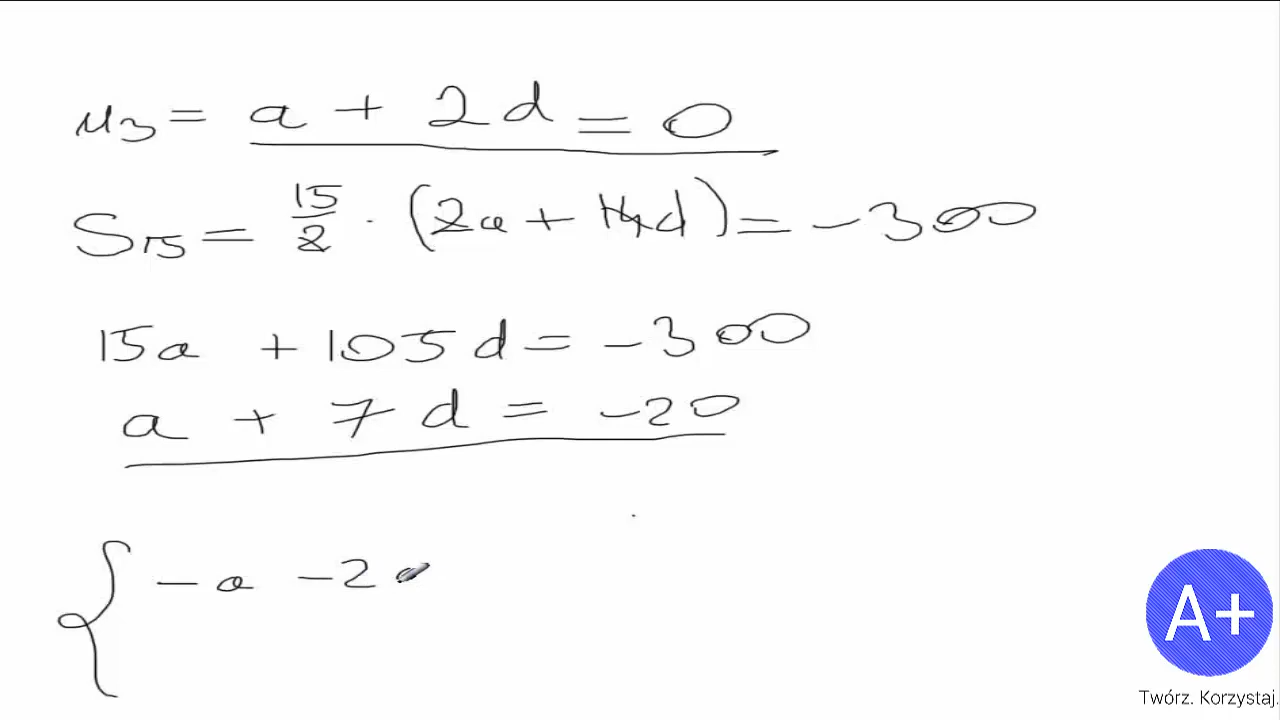 u₃ = a + 2d = 0
S₁₅ = 15/2 · (2a + 14d) = -300
15a + 105d = -300
a + 7d = -20
{ -a -2
A+
Twórz. Korzystaj.